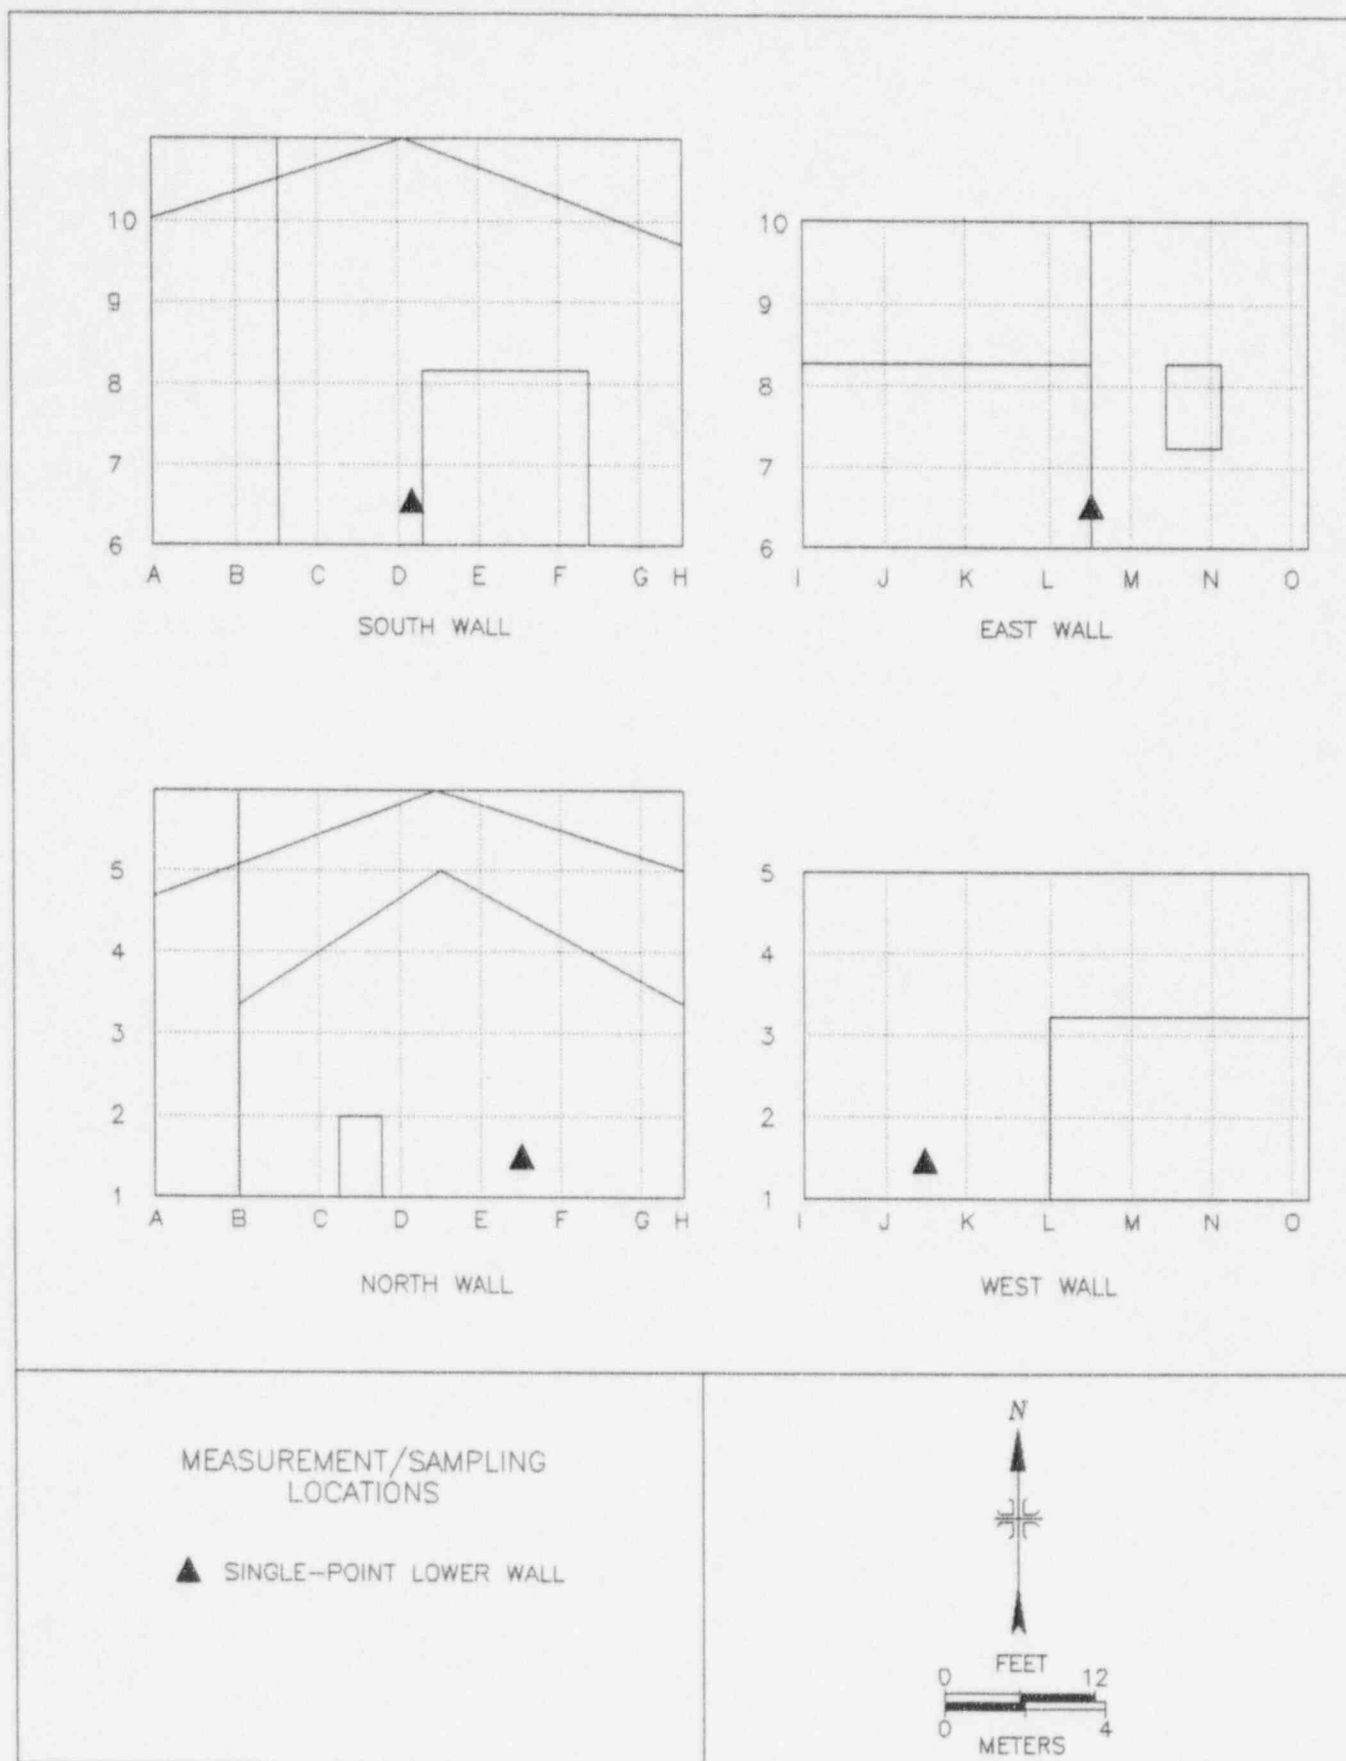 10
9
8
7
6
A B C D E F G H
SOUTH WALL
10
9
8
7
6
I J K L M N O
EAST WALL
5
4
3
2
1
A B C D E F G H
NORTH WALL
5
4
3
2
1
I J K L M N O
WEST WALL
MEASUREMENT/SAMPLING
LOCATIONS
SINGLE-POINT LOWER WALL
N
FEET
0 12
0 4
METERS